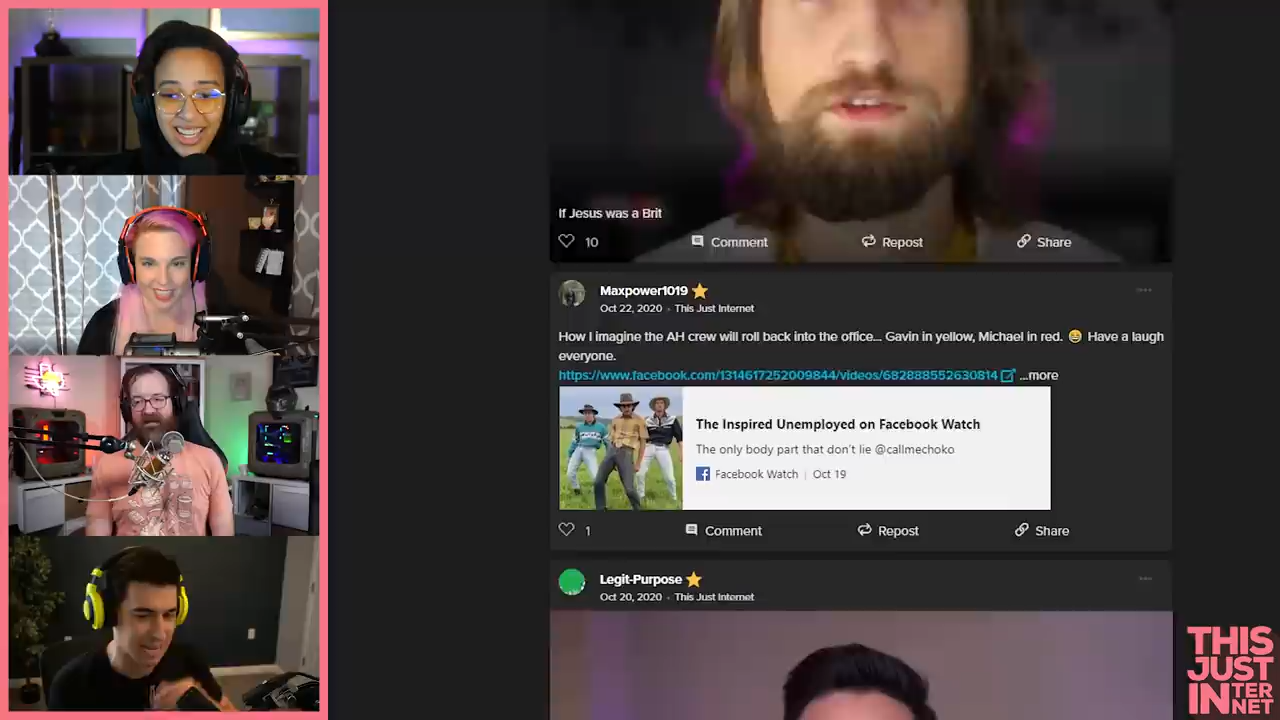 If Jesus was a Brit
10
Comment
Repost
Share
Maxpower1019
Oct 22, 2020 · This Just Internet
How I imagine the AH crew will roll back into the office... Gavin in yellow, Michael in red. 😄 Have a laugh
everyone.
https://www.facebook.com/1314617252009844/videos/682888552630814 ...more
The Inspired Unemployed on Facebook Watch
The only body part that don't lie @callmechoko
Facebook Watch | Oct 19
1
Comment
Repost
Share
Legit-Purpose
Oct 20, 2020 · This Just Internet
THIS
JUST
INTER
NET